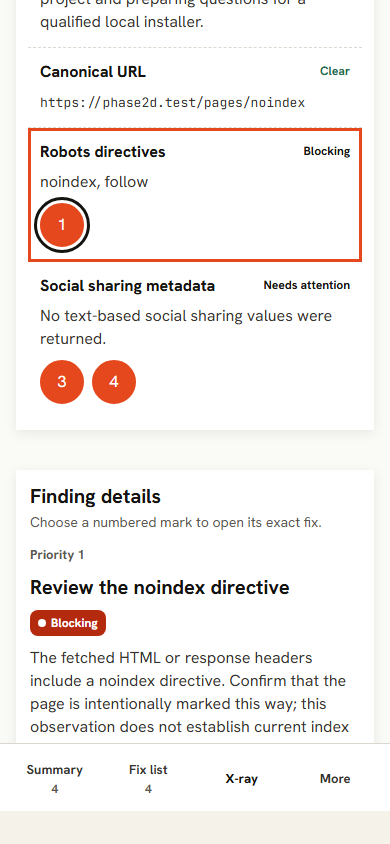 project and preparing questions for a
qualified local installer.
Canonical URL
Clear
https://phase2d.test/pages/noindex
Robots directives
Blocking
noindex, follow
1
Social sharing metadata
Needs attention
No text-based social sharing values were
returned.
3 4
Finding details
Choose a numbered mark to open its exact fix.
Priority 1
Review the noindex directive
Blocking
The fetched HTML or response headers
include a noindex directive. Confirm that the
page is intentionally marked this way; this
observation does not establish current index
Summary
4
Fix list
4
X-ray
More